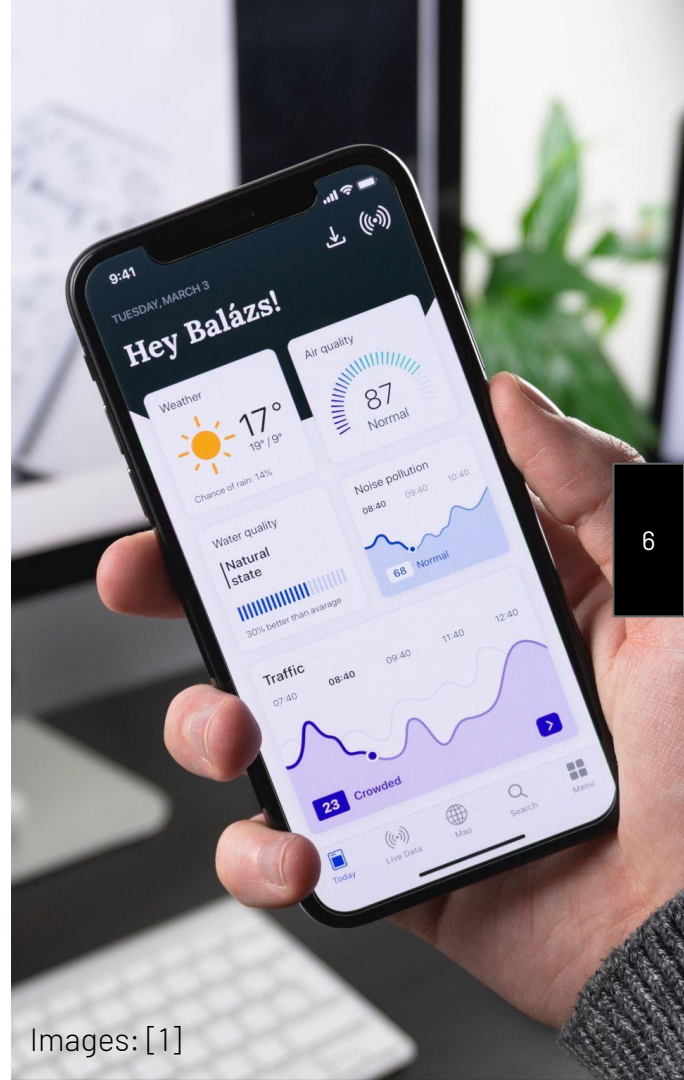 9:41
TUESDAY, MARCH 3
Hey Balázs!
Weather
17°
19° / 9°
Chance of rain: 14%
Air quality
87
Normal
Water quality
Natural
state
30% better than avarage
Noise pollution
08:40 09:40 10:40
68 Normal
Traffic
07:40 08:40 09:40 11:40 12:40
23 Crowded
Today Live Data Map Search Menu
6
Images: [1]